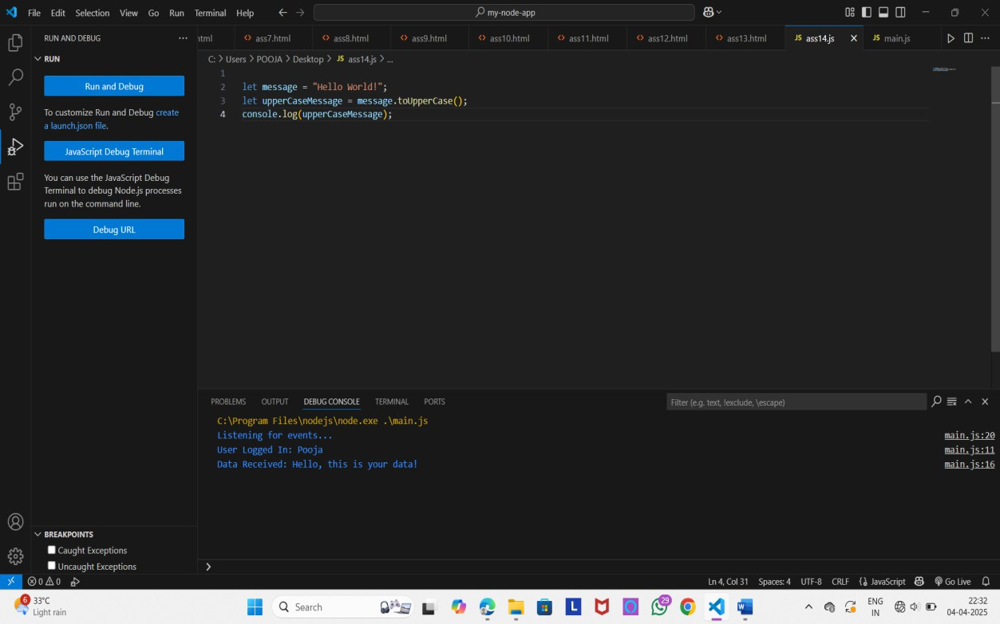 File Edit Selection View Go Run Terminal Help
my-node-app
RUN AND DEBUG ...
html ass7.html ass8.html ass9.html ass10.html ass11.html ass12.html ass13.html JS ass14.js JS main.js
RUN
C: > Users > POOJA > Desktop > JS ass14.js > ...
Run and Debug
To customize Run and Debug create
a launch.json file.
JavaScript Debug Terminal
You can use the JavaScript Debug
Terminal to debug Node.js processes
run on the command line.
Debug URL
1
2 let message = "Hello World!";
3 let upperCaseMessage = message.toUpperCase();
4 console.log(upperCaseMessage);
PROBLEMS OUTPUT DEBUG CONSOLE TERMINAL PORTS
Filter (e.g. text, !exclude, \escape)
C:\Program Files\nodejs\node.exe .\main.js
Listening for events... main.js:20
User Logged In: Pooja main.js:11
Data Received: Hello, this is your data! main.js:16
BREAKPOINTS
Caught Exceptions
Uncaught Exceptions
0 0
Ln 4, Col 31 Spaces: 4 UTF-8 CRLF {} JavaScript Go Live
6 33°C
Light rain
Search
L
29
W
ENG
IN
22:32
04-04-2025